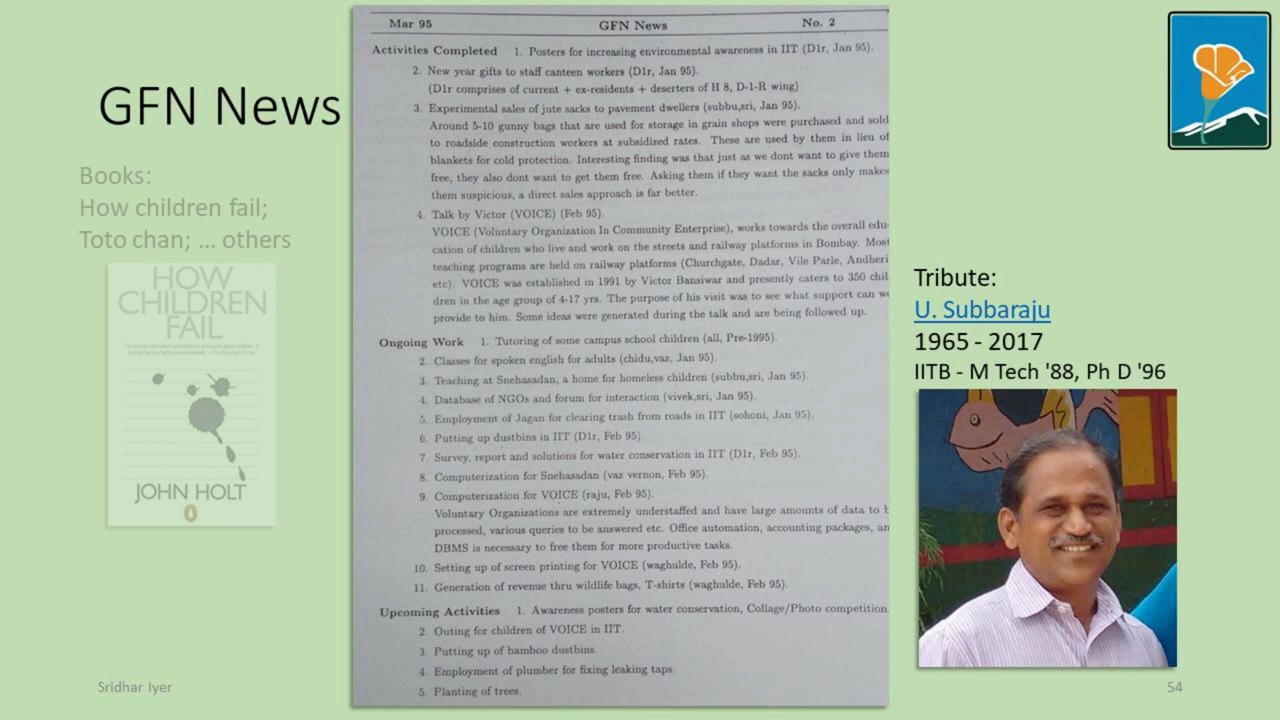 GFN News
Books:
How children fail;
Toto chan; ... others
HOW
CHILDREN
FAIL
JOHN HOLT
Mar 95 GFN News No. 2
Activities Completed 1. Posters for increasing environmental awareness in IIT (D1r, Jan 95).
2. New year gifts to staff canteen workers (D1r, Jan 95).
(D1r comprises of current + ex-residents + deserters of H 8, D-1-R wing)
3. Experimental sales of jute sacks to pavement dwellers (subbu,sri, Jan 95).
Around 5-10 gunny bags that are used for storage in grain shops were purchased and sold
to roadside construction workers at subsidized rates. These are used by them in lieu of
blankets for cold protection. Interesting finding was that just as we dont want to give them
free, they also dont want to get them free. Asking them if they want the sacks only makes
them suspicious, a direct sales approach is far better.
4. Talk by Victor (VOICE) (Feb 95).
VOICE (Voluntary Organization In Community Enterprise), works towards the overall edu-
cation of children who live and work on the streets and railway platforms in Bombay. Most
teaching programs are held on railway platforms (Churchgate, Dadar, Vile Parle, Andheri
etc). VOICE was established in 1991 by Victor Bansiwar and presently caters to 350 chil-
dren in the age group of 4-17 yrs. The purpose of his visit was to see what support can we
provide to him. Some ideas were generated during the talk and are being followed up.
Ongoing Work 1. Tutoring of some campus school children (all, Pre-1995).
2. Classes for spoken english for adults (chidu,vaz, Jan 95).
3. Teaching at Snehasadan, a home for homeless children (subbu,sri, Jan 95).
4. Database of NGOs and forum for interaction (vivek,sri, Jan 95).
5. Employment of Jagan for clearing trash from roads in IIT (sohoni, Jan 95).
6. Putting up dustbins in IIT (D1r, Feb 95).
7. Survey, report and solutions for water conservation in IIT (D1r, Feb 95).
8. Computerization for Snehasadan (vaz vernon, Feb 95).
9. Computerization for VOICE (raju, Feb 95).
Voluntary Organizations are extremely understaffed and have large amounts of data to b
processed, various queries to be answered etc. Office automation, accounting packages, an
DBMS is necessary to free them for more productive tasks.
10. Setting up of screen printing for VOICE (waghulde, Feb 95).
11. Generation of revenue thru wildlife bags, T-shirts (waghulde, Feb 95).
Upcoming Activities 1. Awareness posters for water conservation, Collage/Photo competition.
2. Outing for children of VOICE in IIT.
3. Putting up of bamboo dustbins.
4. Employment of plumber for fixing leaking taps.
5. Planting of trees.
Tribute:
U. Subbaraju
1965 - 2017
IITB - M Tech '88, Ph D '96
Sridhar Iyer
54